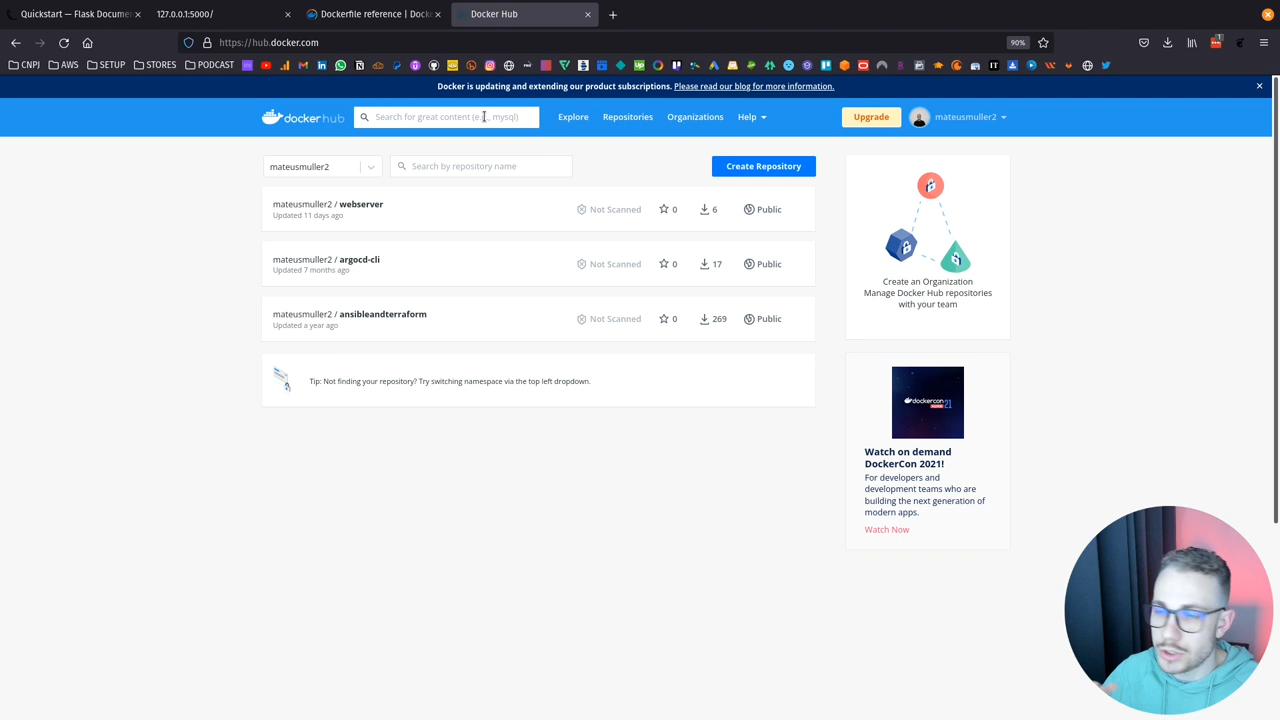 Quickstart — Flask Documen
127.0.0.1:5000/
Dockerfile reference | Docke
Docker Hub
https://hub.docker.com
90%
1
CNPJ
AWS
SETUP
STORES
PODCAST
IT
Docker is updating and extending our product subscriptions. Please read our blog for more information.
dockerhub
Search for great content (e.g., mysql)
Explore
Repositories
Organizations
Help
Upgrade
mateusmuller2
mateusmuller2
Search by repository name
Create Repository
mateusmuller2 / webserver
Updated 11 days ago
Not Scanned
0
6
Public
mateusmuller2 / argocd-cli
Updated 7 months ago
Not Scanned
0
17
Public
mateusmuller2 / ansibleandterraform
Updated a year ago
Not Scanned
0
269
Public
Tip: Not finding your repository? Try switching namespace via the top left dropdown.
Create an Organization
Manage Docker Hub repositories
with your team
dockercon
21
Watch on demand
DockerCon 2021!
For developers and
development teams who are
building the next generation of
modern apps.
Watch Now